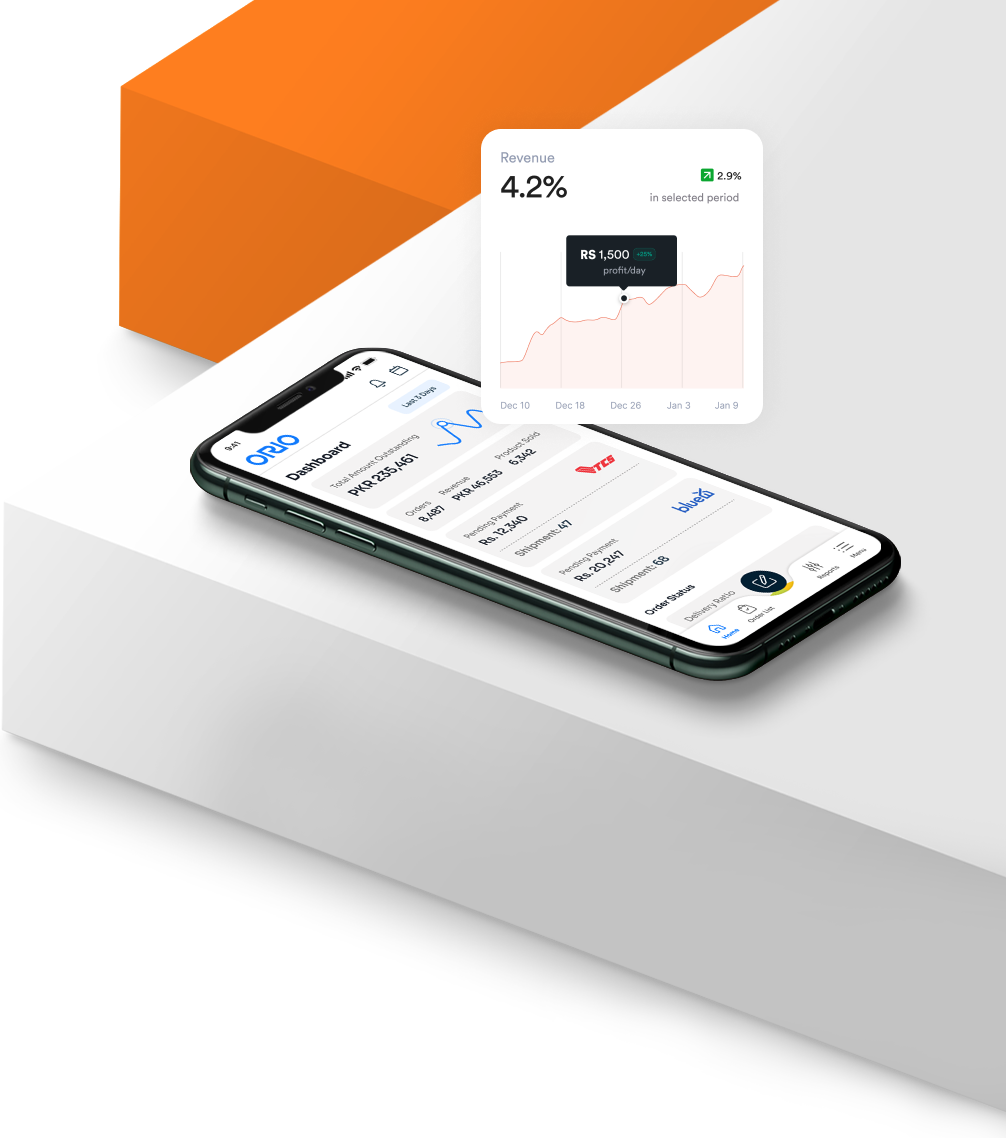 Revenue
4.2%
2.9%
in selected period
RS 1,500 +25%
profit/day
Dec 10 Dec 18 Dec 26 Jan 3 Jan 9
9:41
ORIO
Dashboard
Last 3 Days
Total Amount Outstanding
PKR 235,461
Orders Revenue Product Sold
8,487 PKR 46,553 6,342
TCS
Pending Payment
Rs. 12,340
Shipment: 47
blueEX
Pending Payment
Rs. 20,247
Shipment: 68
Order Status
Delivery Ratio
Home Order List Reports Menu